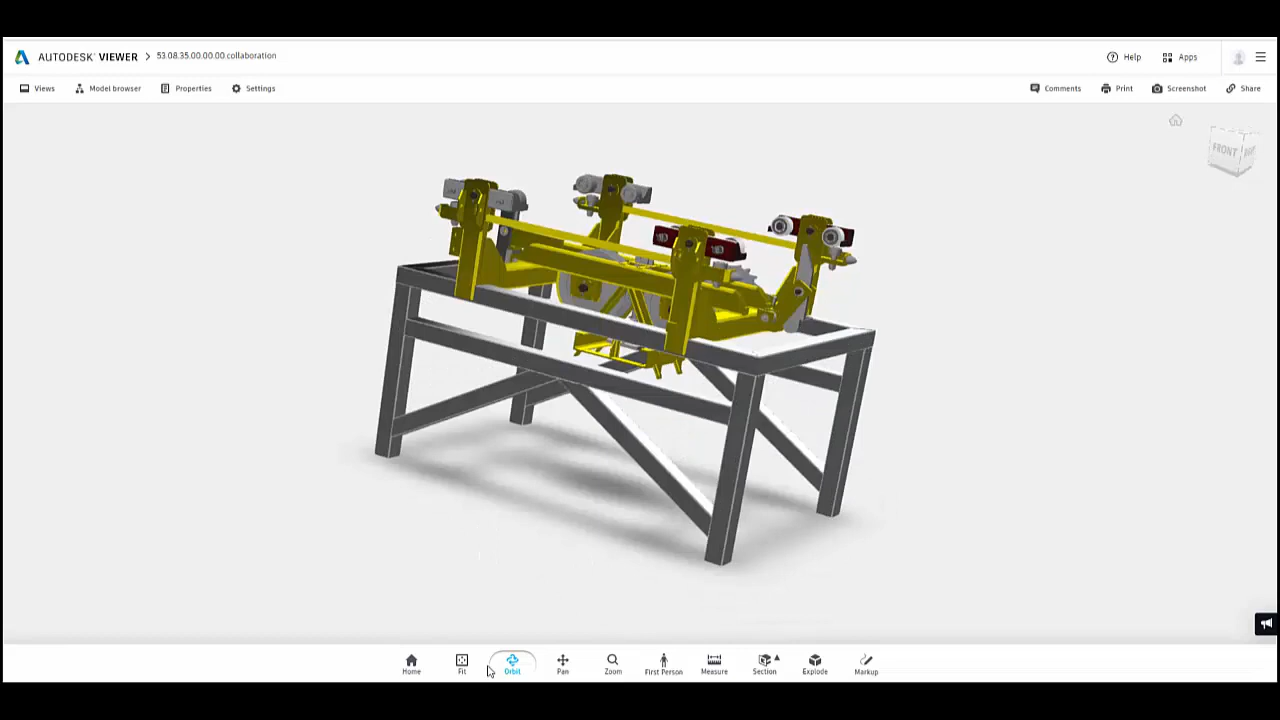 AUTODESK® VIEWER > 53.08.35.00.00.00.collaboration
Help
Apps
Views
Model browser
Properties
Settings
Comments
Print
Screenshot
Share
FRONT
Home
Fit
Orbit
Pan
Zoom
First Person
Measure
Section
Explode
Markup